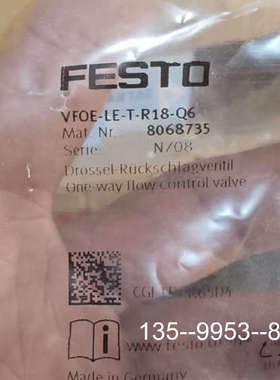 FESTO
VFOE-LE-T-R18-Q6
Mat. Nr. 8068735
Serie: N/08
Drossel-Rückschlagventil
One-way flow control valve
www.festo.
135--9953--8
Made in Germany